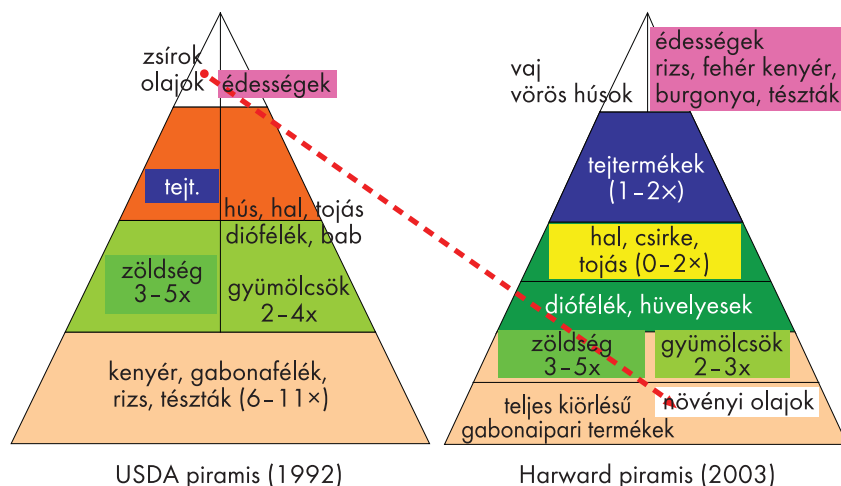 zsírok
olajok
édességek
tejt.
hús, hal, tojás
diófélék, bab
zöldség
3–5x
gyümölcsök
2–4x
kenyér, gabonafélék,
rizs, tészták (6–11×)
USDA piramis (1992)
vaj
vörös húsok
édességek
rizs, fehér kenyér,
burgonya, tészták
tejtermékek
(1–2×)
hal, csirke,
tojás (0–2×)
diófélék, hüvelyesek
zöldség
3–5x
gyümölcsök
2–3x
teljes kiörlésű
gabonaipari termékek
növényi olajok
Harward piramis (2003)